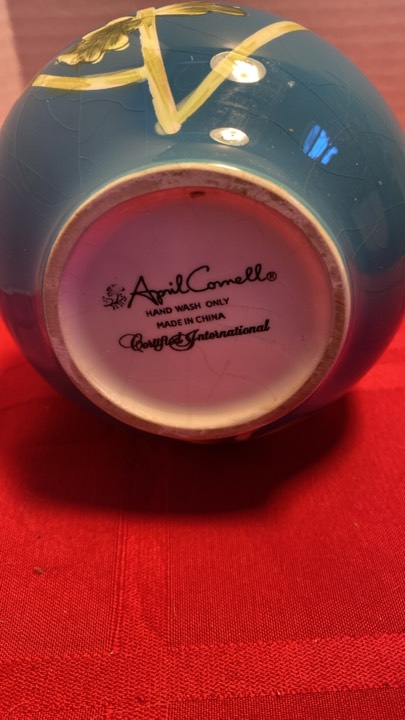 April Cornell®
HAND WASH ONLY
MADE IN CHINA
Certified International